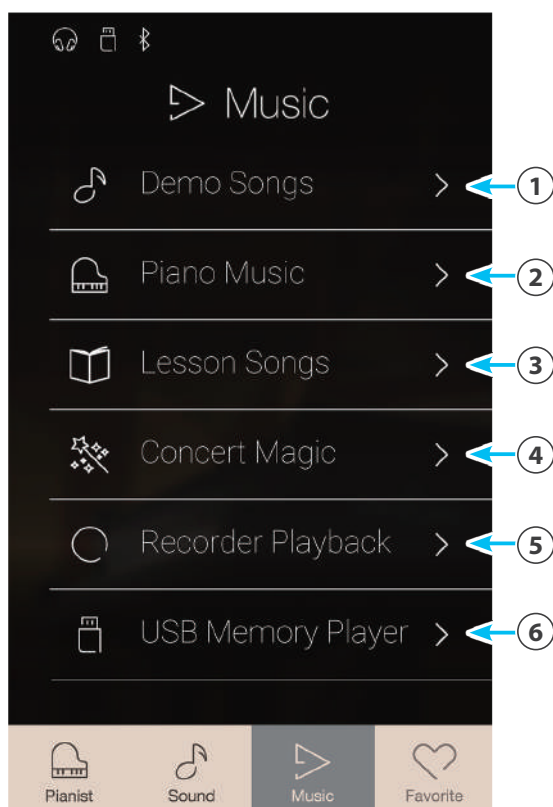 Music
Demo Songs
1
Piano Music
2
Lesson Songs
3
Concert Magic
4
Recorder Playback
5
USB Memory Player
6
Pianist
Sound
Music
Favorite